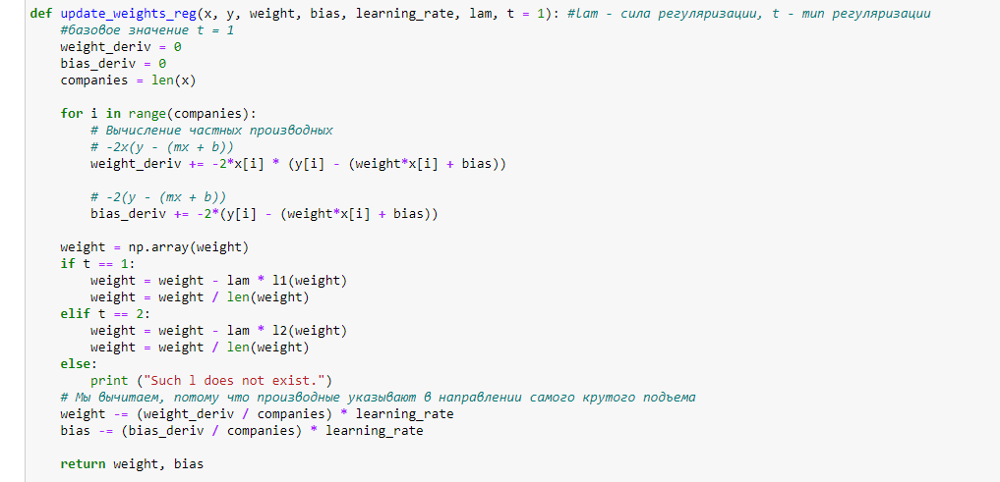 def update_weights_reg(x, y, weight, bias, learning_rate, lam, t = 1): #lam - сила регуляризации, t - тип регуляризации
    #базовое значение t = 1
    weight_deriv = 0
    bias_deriv = 0
    companies = len(x)

    for i in range(companies):
        # Вычисление частных производных
        # -2x(y - (mx + b))
        weight_deriv += -2*x[i] * (y[i] - (weight*x[i] + bias))

        # -2(y - (mx + b))
        bias_deriv += -2*(y[i] - (weight*x[i] + bias))

    weight = np.array(weight)
    if t == 1:
        weight = weight - lam * l1(weight)
        weight = weight / len(weight)
    elif t == 2:
        weight = weight - lam * l2(weight)
        weight = weight / len(weight)
    else:
        print ("Such l does not exist.")
    # Мы вычитаем, потому что производные указывают в направлении самого крутого подъема
    weight -= (weight_deriv / companies) * learning_rate
    bias -= (bias_deriv / companies) * learning_rate

    return weight, bias